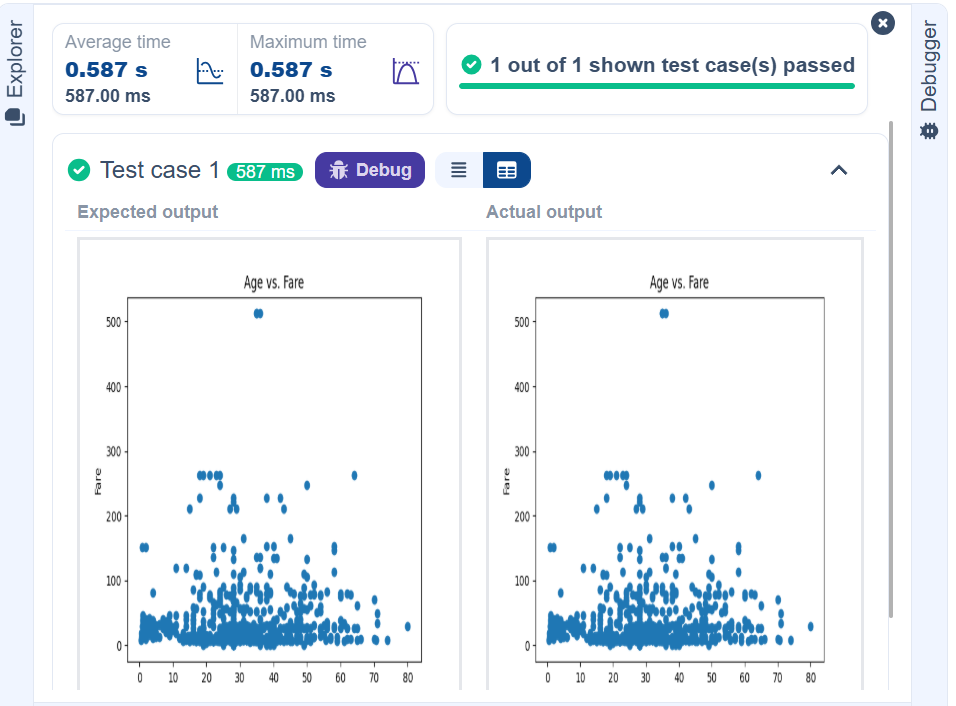 Explorer
Average time
0.587 s
587.00 ms
Maximum time
0.587 s
587.00 ms
1 out of 1 shown test case(s) passed
Debugger
Test case 1 587 ms Debug
Expected output
Actual output
Age vs. Fare
500
400
300
200
100
0
Fare
0 10 20 30 40 50 60 70 80
Age vs. Fare
500
400
300
200
100
0
Fare
0 10 20 30 40 50 60 70 80